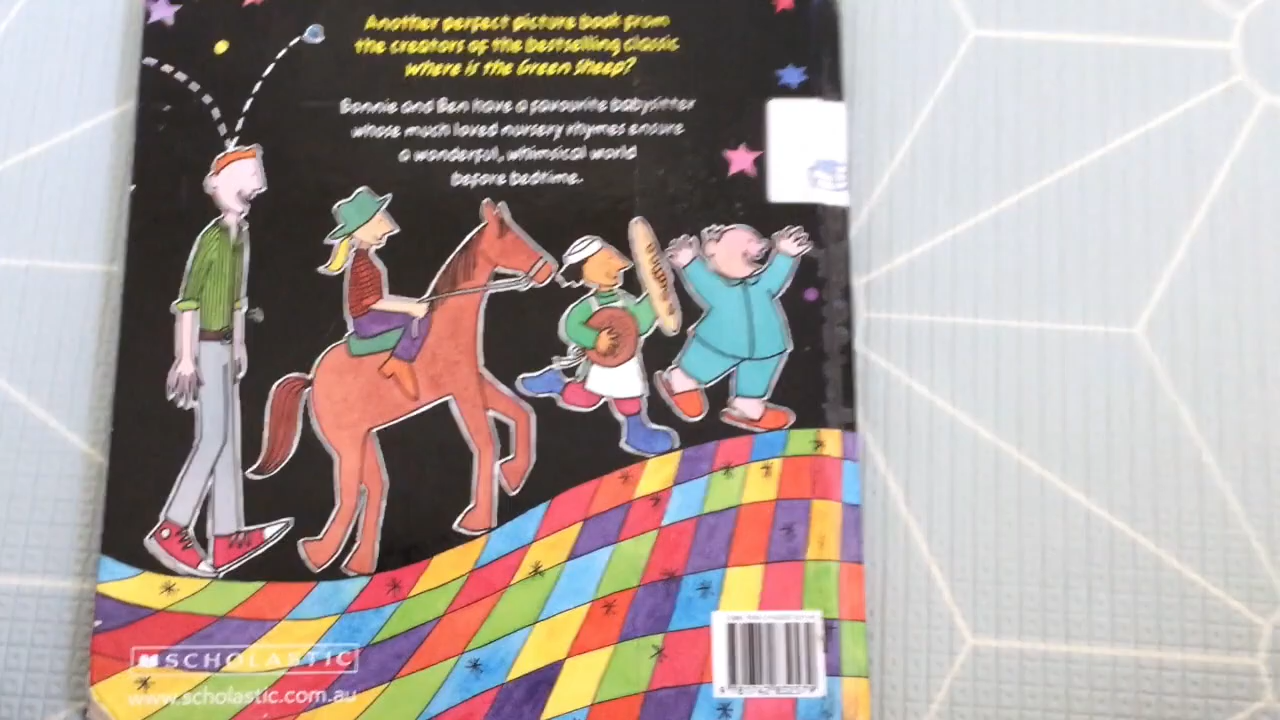 Another perfect picture book from
the creators of the bestselling classic
Where is the Green Sheep?
Bonnie and Ben have a favourite babysitter
whose much loved nursery rhymes ensure
a wonderful, whimsical world
before bedtime.
SCHOLASTIC
www.scholastic.com.au